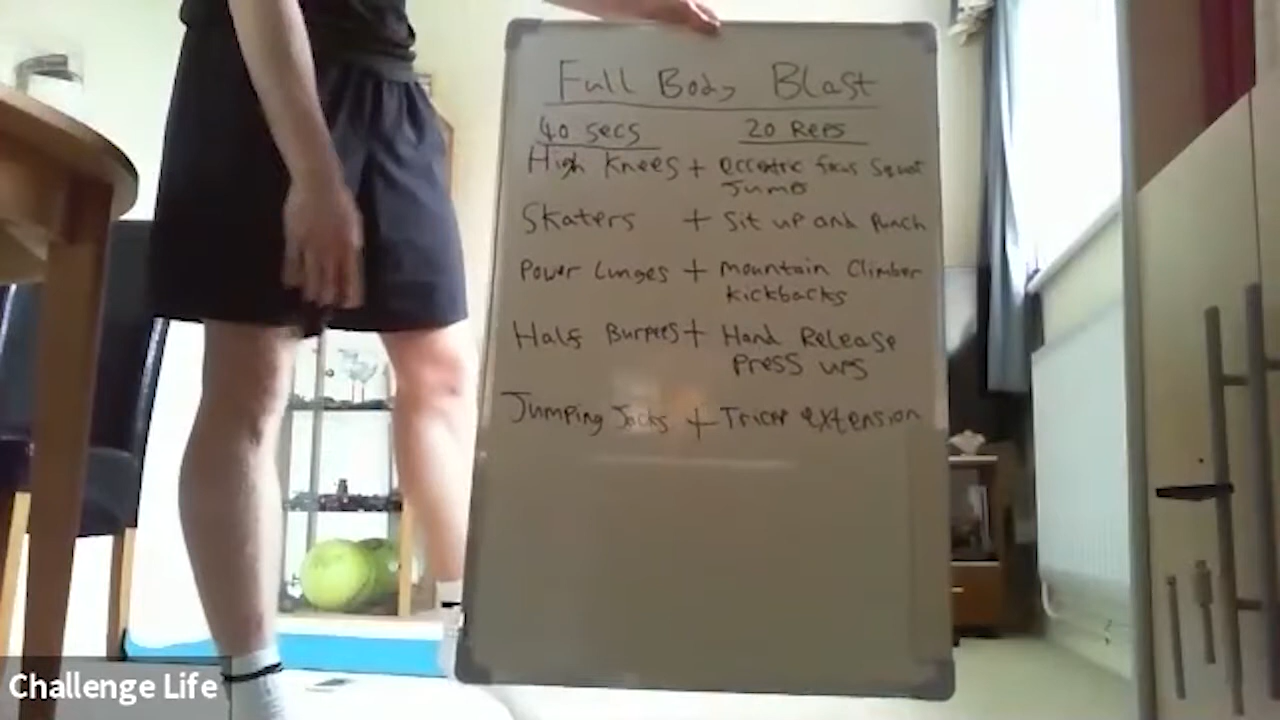 Full Body Blast
40 secs 20 Reps
High Knees + eccentric focus Squat
Jump
Skaters + Sit up and Punch
Power Lunges + Mountain Climber
kickbacks
Half Burpees + Hand Release
Press ups
Jumping Jacks + Tricep extension
Challenge Life